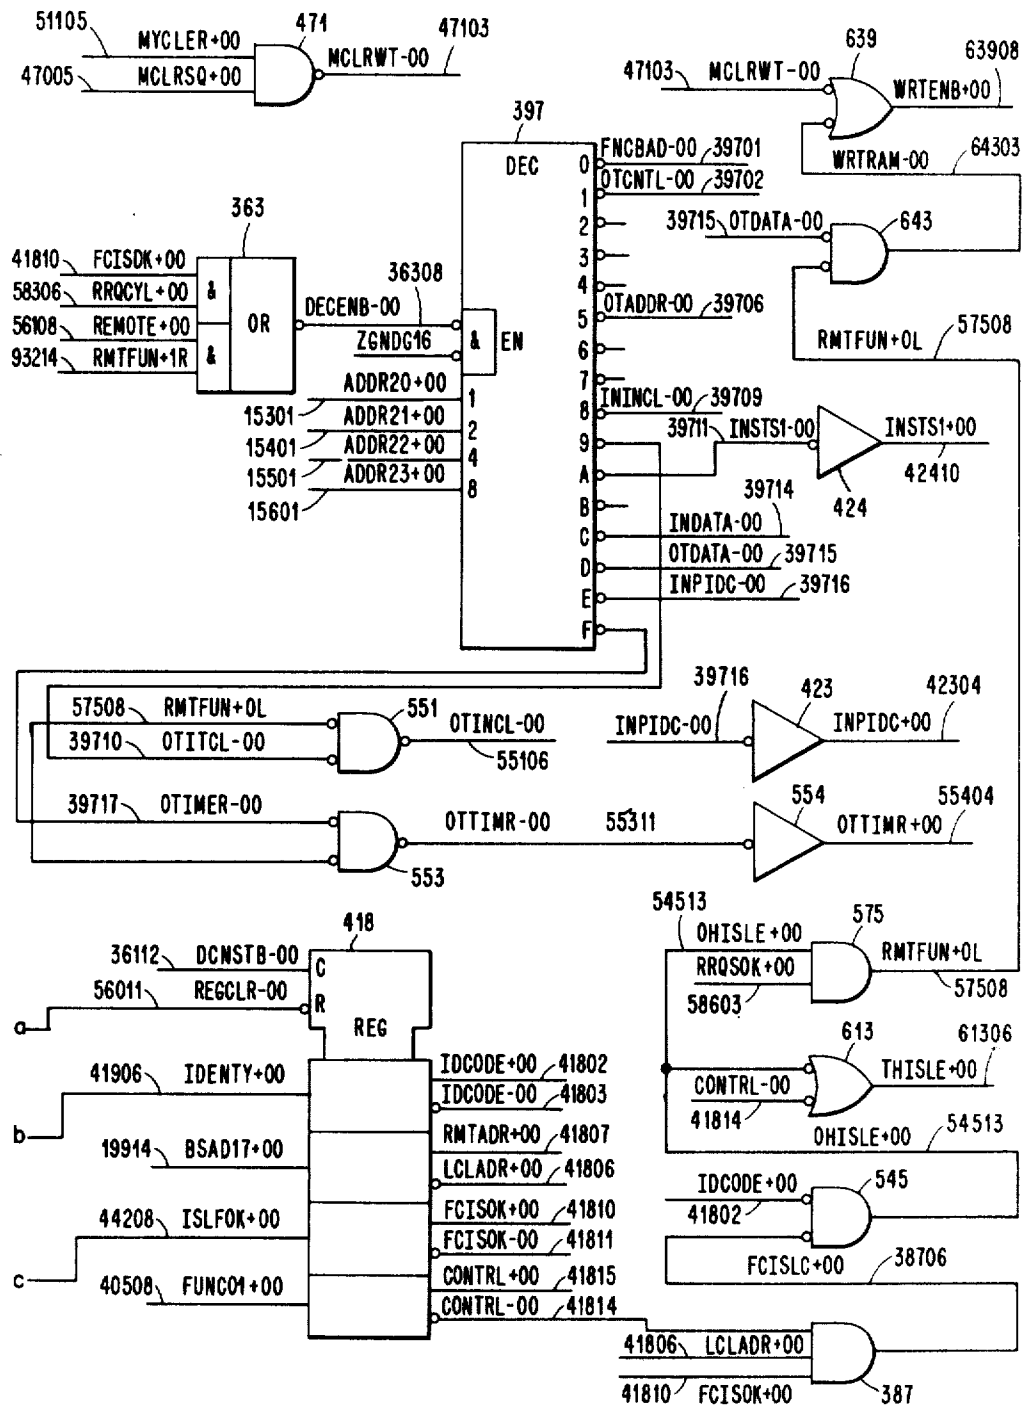 51105 MYCLER+00 471 47103
47005 MCLRSQ+00 MCLRWT-00
639 63908
47103 MCLRWT-00 WRTENB+00
WRTRAM-00 64303
397
DEC
0 FNCBAD-00 39701
1 OTCNTL-00 39702
2
3
4
5 OTADDR-00 39706
6
7
8 ININCL-00 39709
9
A 39711 INSTS1-00 INSTS1+00
424 42410
B
C INDATA-00 39714
D OTDATA-00 39715
E INPIDC-00 39716
F
39715 OTDATA-00 643
RMTFUN+0L 57508
363
41810 FCISDK+00
58306 RRQCYL+00
56108 REMOTE+00
93214 RMTFUN+1R
&
&
OR
DECENB-00 36308
ZGNDG16
& EN
ADDR20+00 1
15301
ADDR21+00 2
15401
ADDR22+00 4
15501
ADDR23+00 8
15601
57508 RMTFUN+0L 551
39710 OTITCL-00 OTINCL-00
55106
39716 423 42304
INPIDC-00 INPIDC+00
39717 OTIMER-00 OTTIMR-00 55311
553
554 55404
OTTIMR+00
418
36112 DCNSTB-00 C
56011 REGCLR-00 R
a
REG
41906 IDENTY+00
b
IDCODE+00 41802
IDCODE-00 41803
19914 BSAD17+00
RMTADR+00 41807
LCLADR+00 41806
44208 ISLFOK+00
c
FCISOK+00 41810
FCISOK-00 41811
40508 FUNC01+00
CONTRL+00 41815
CONTRL-00 41814
54513 OHISLE+00 575
RRQSOK+00 RMTFUN+0L
58603 57508
613 61306
CONTRL-00 THISLE+00
41814
OHISLE+00 54513
IDCODE+00 545
41802
FCISLC+00 38706
41806 LCLADR+00
41810 FCISOK+00 387